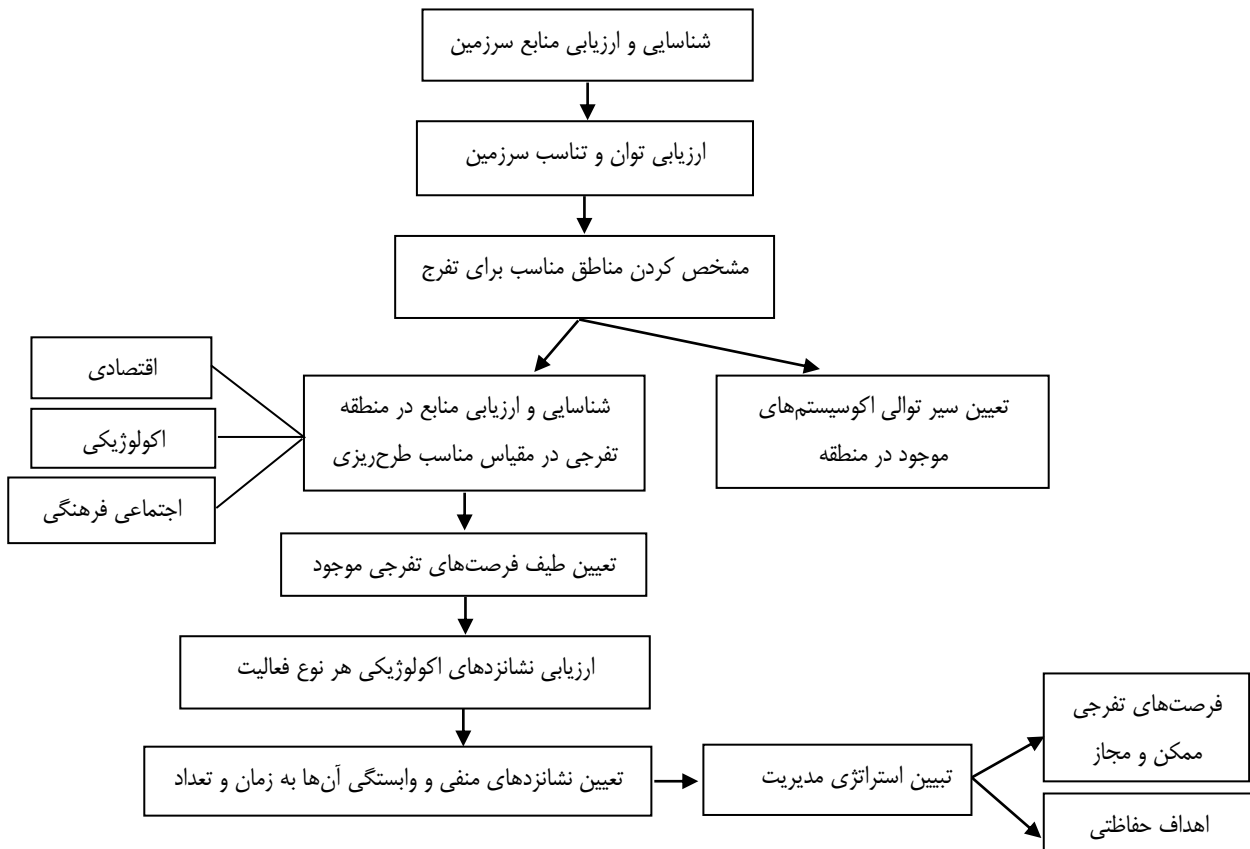 شناسایی و ارزیابی منابع سرزمین
ارزیابی توان و تناسب سرزمین
مشخص کردن مناطق مناسب برای تفرج
اقتصادی
اکولوژیکی
اجتماعی فرهنگی
شناسایی و ارزیابی منابع در منطقه
تفرجی در مقیاس مناسب طرح‌ریزی
تعیین سیر توالی اکوسیستم‌های
موجود در منطقه
تعیین طیف فرصت‌های تفرجی موجود
ارزیابی نشانزدهای اکولوژیکی هر نوع فعالیت
تعیین نشانزدهای منفی و وابستگی آن‌ها به زمان و تعداد
تبیین استراتژی مدیریت
فرصت‌های تفرجی
ممکن و مجاز
اهداف حفاظتی